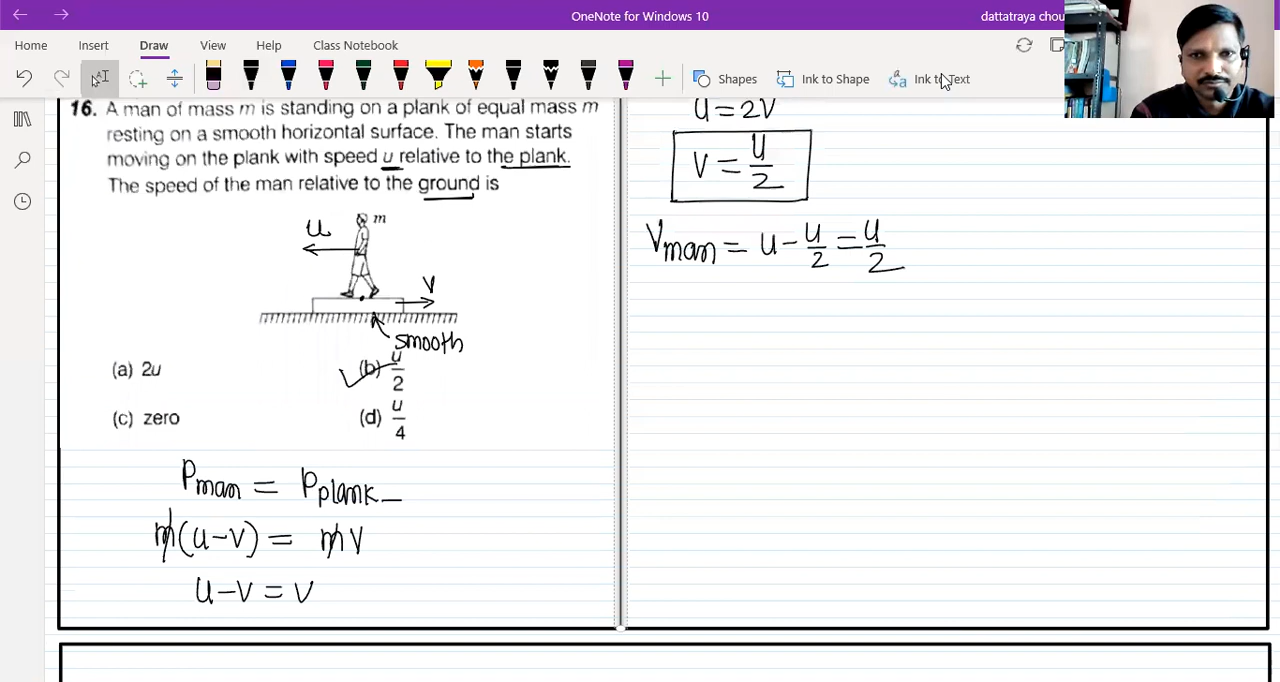 OneNote for Windows 10
dattatraya chou
Home Insert Draw View Help Class Notebook
Shapes Ink to Shape Ink to Text
16. A man of mass m is standing on a plank of equal mass m
resting on a smooth horizontal surface. The man starts
moving on the plank with speed u relative to the plank.
The speed of the man relative to the ground is
u
m
v
smooth
(a) 2u
(b) u/2
(c) zero
(d) u/4
Pman = Pplank
m(u-v) = mv
u-v = v
u=2v
v = u/2
Vman = u - u/2 = u/2